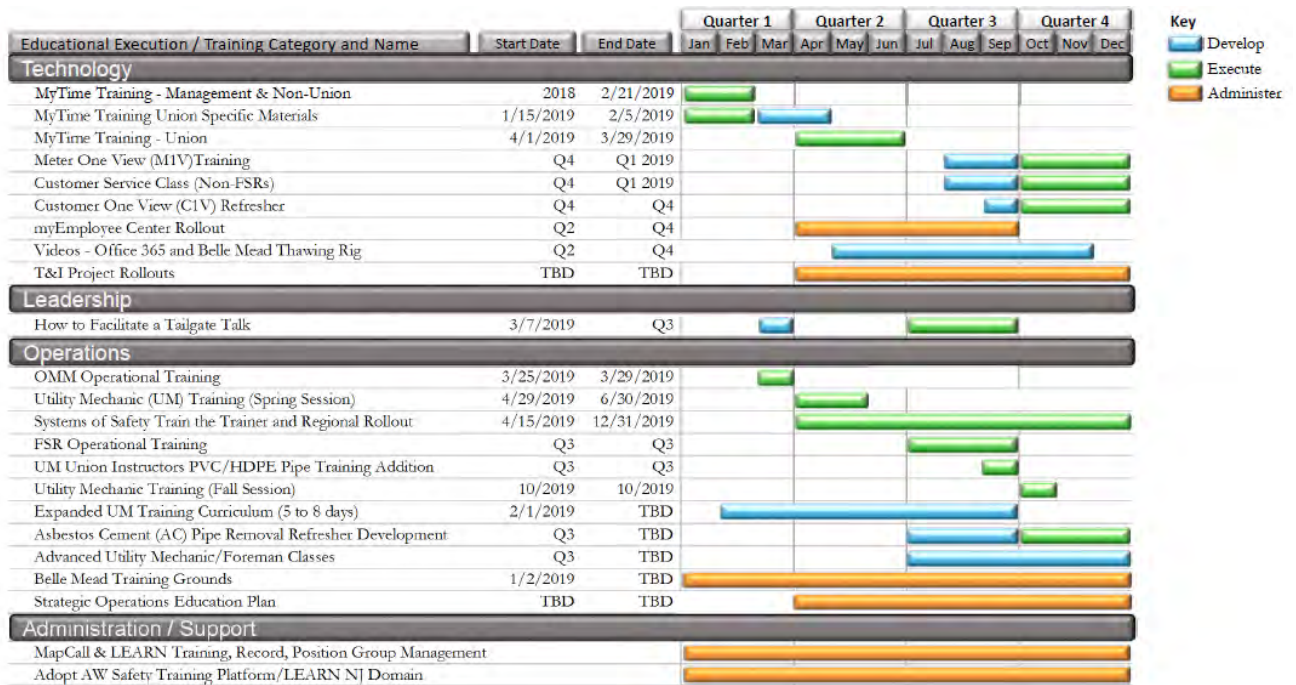 Quarter 1 Quarter 2 Quarter 3 Quarter 4 Key
Educational Execution / Training Category and Name Start Date End Date Jan Feb Mar Apr May Jun Jul Aug Sep Oct Nov Dec Develop
Technology Execute
MyTime Training - Management & Non-Union 2018 2/21/2019 Administer
MyTime Training Union Specific Materials 1/15/2019 2/5/2019
MyTime Training - Union 4/1/2019 3/29/2019
Meter One View (M1V)Training Q4 Q1 2019
Customer Service Class (Non-FSRs) Q4 Q1 2019
Customer One View (C1V) Refresher Q4 Q4
myEmployee Center Rollout Q2 Q4
Videos - Office 365 and Belle Mead Thawing Rig Q2 Q4
T&I Project Rollouts TBD TBD
Leadership
How to Facilitate a Tailgate Talk 3/7/2019 Q3
Operations
OMM Operational Training 3/25/2019 3/29/2019
Utility Mechanic (UM) Training (Spring Session) 4/29/2019 6/30/2019
Systems of Safety Train the Trainer and Regional Rollout 4/15/2019 12/31/2019
FSR Operational Training Q3 Q3
UM Union Instructors PVC/HDPE Pipe Training Addition Q3 Q3
Utility Mechanic Training (Fall Session) 10/2019 10/2019
Expanded UM Training Curriculum (5 to 8 days) 2/1/2019 TBD
Asbestos Cement (AC) Pipe Removal Refresher Development Q3 TBD
Advanced Utility Mechanic/Foreman Classes Q3 TBD
Belle Mead Training Grounds 1/2/2019 TBD
Strategic Operations Education Plan TBD TBD
Administration / Support
MapCall & LEARN Training, Record, Position Group Management
Adopt AW Safety Training Platform/LEARN NJ Domain